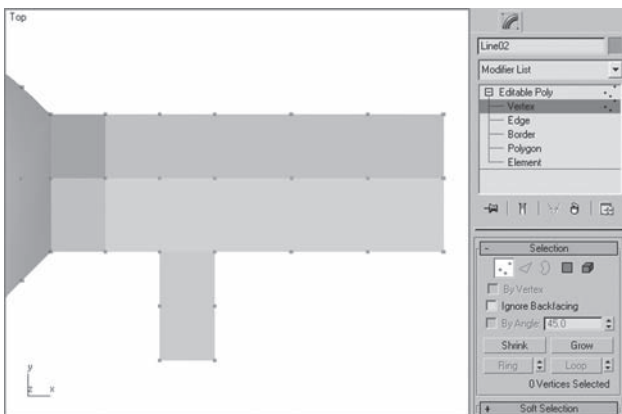 Top
Line02
Modifier List
Editable Poly
Vertex
Edge
Border
Polygon
Element
- Selection
By Vertex
Ignore Backfacing
By Angle: 45.0
Shrink Grow
Ring Loop
0 Vertices Selected
+ Soft Selection
y
z x